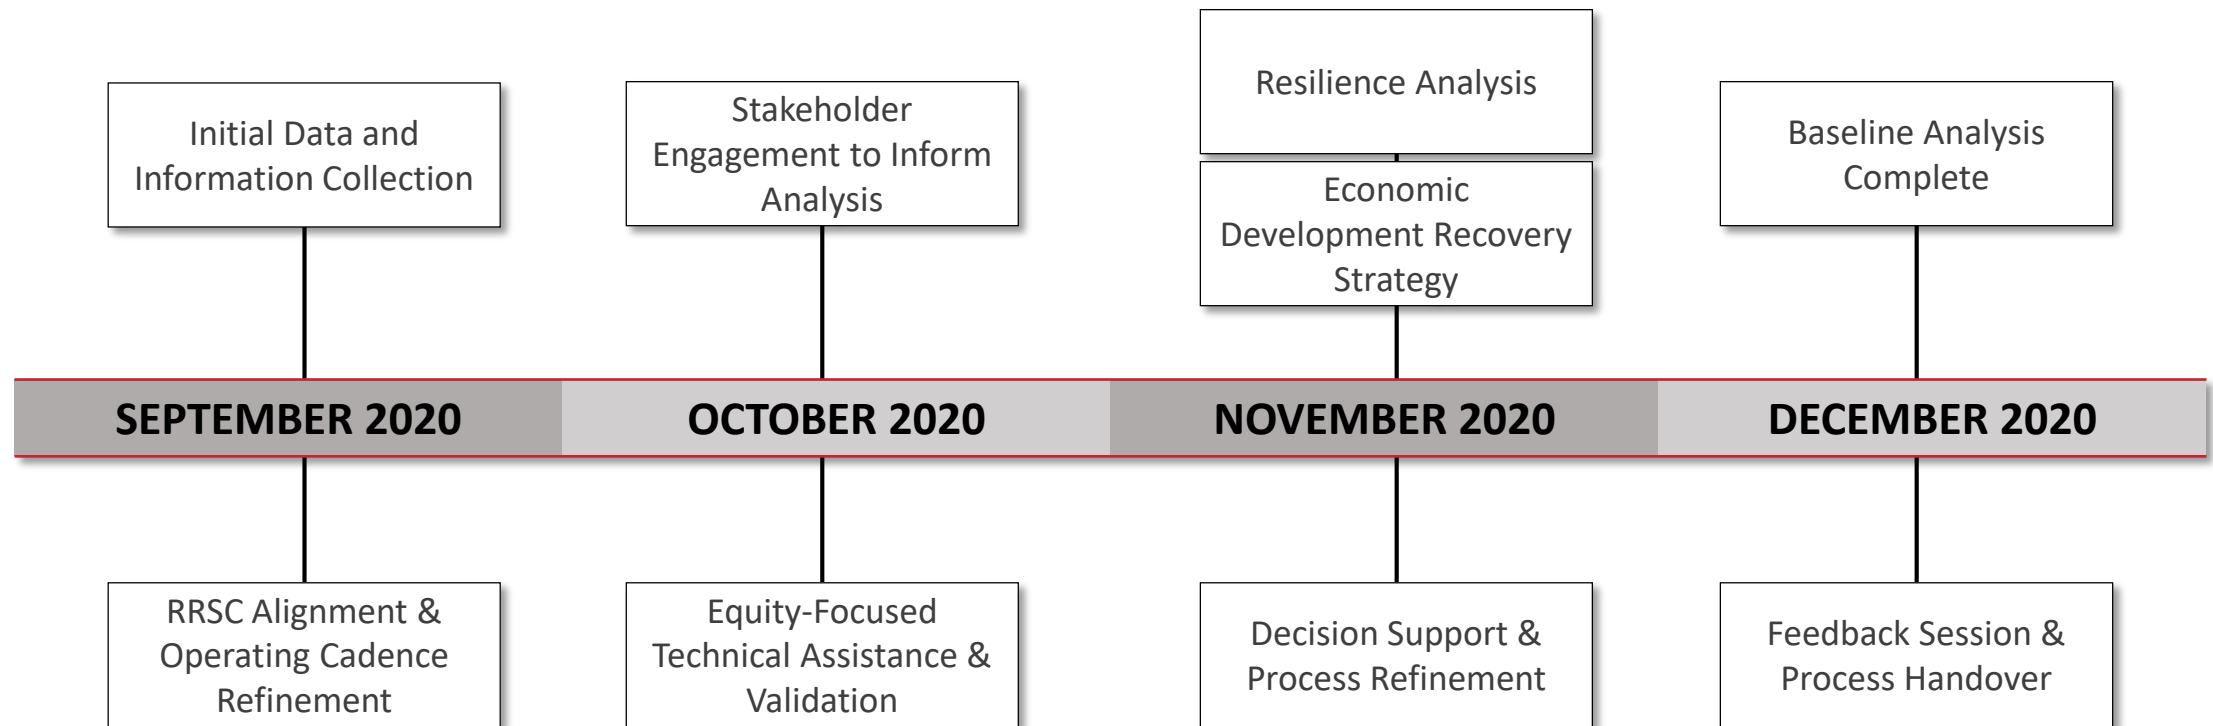 Initial Data and
Information Collection
Stakeholder
Engagement to Inform
Analysis
Resilience Analysis
Economic
Development Recovery
Strategy
Baseline Analysis
Complete
SEPTEMBER 2020
OCTOBER 2020
NOVEMBER 2020
DECEMBER 2020
RRSC Alignment &
Operating Cadence
Refinement
Equity-Focused
Technical Assistance &
Validation
Decision Support &
Process Refinement
Feedback Session &
Process Handover